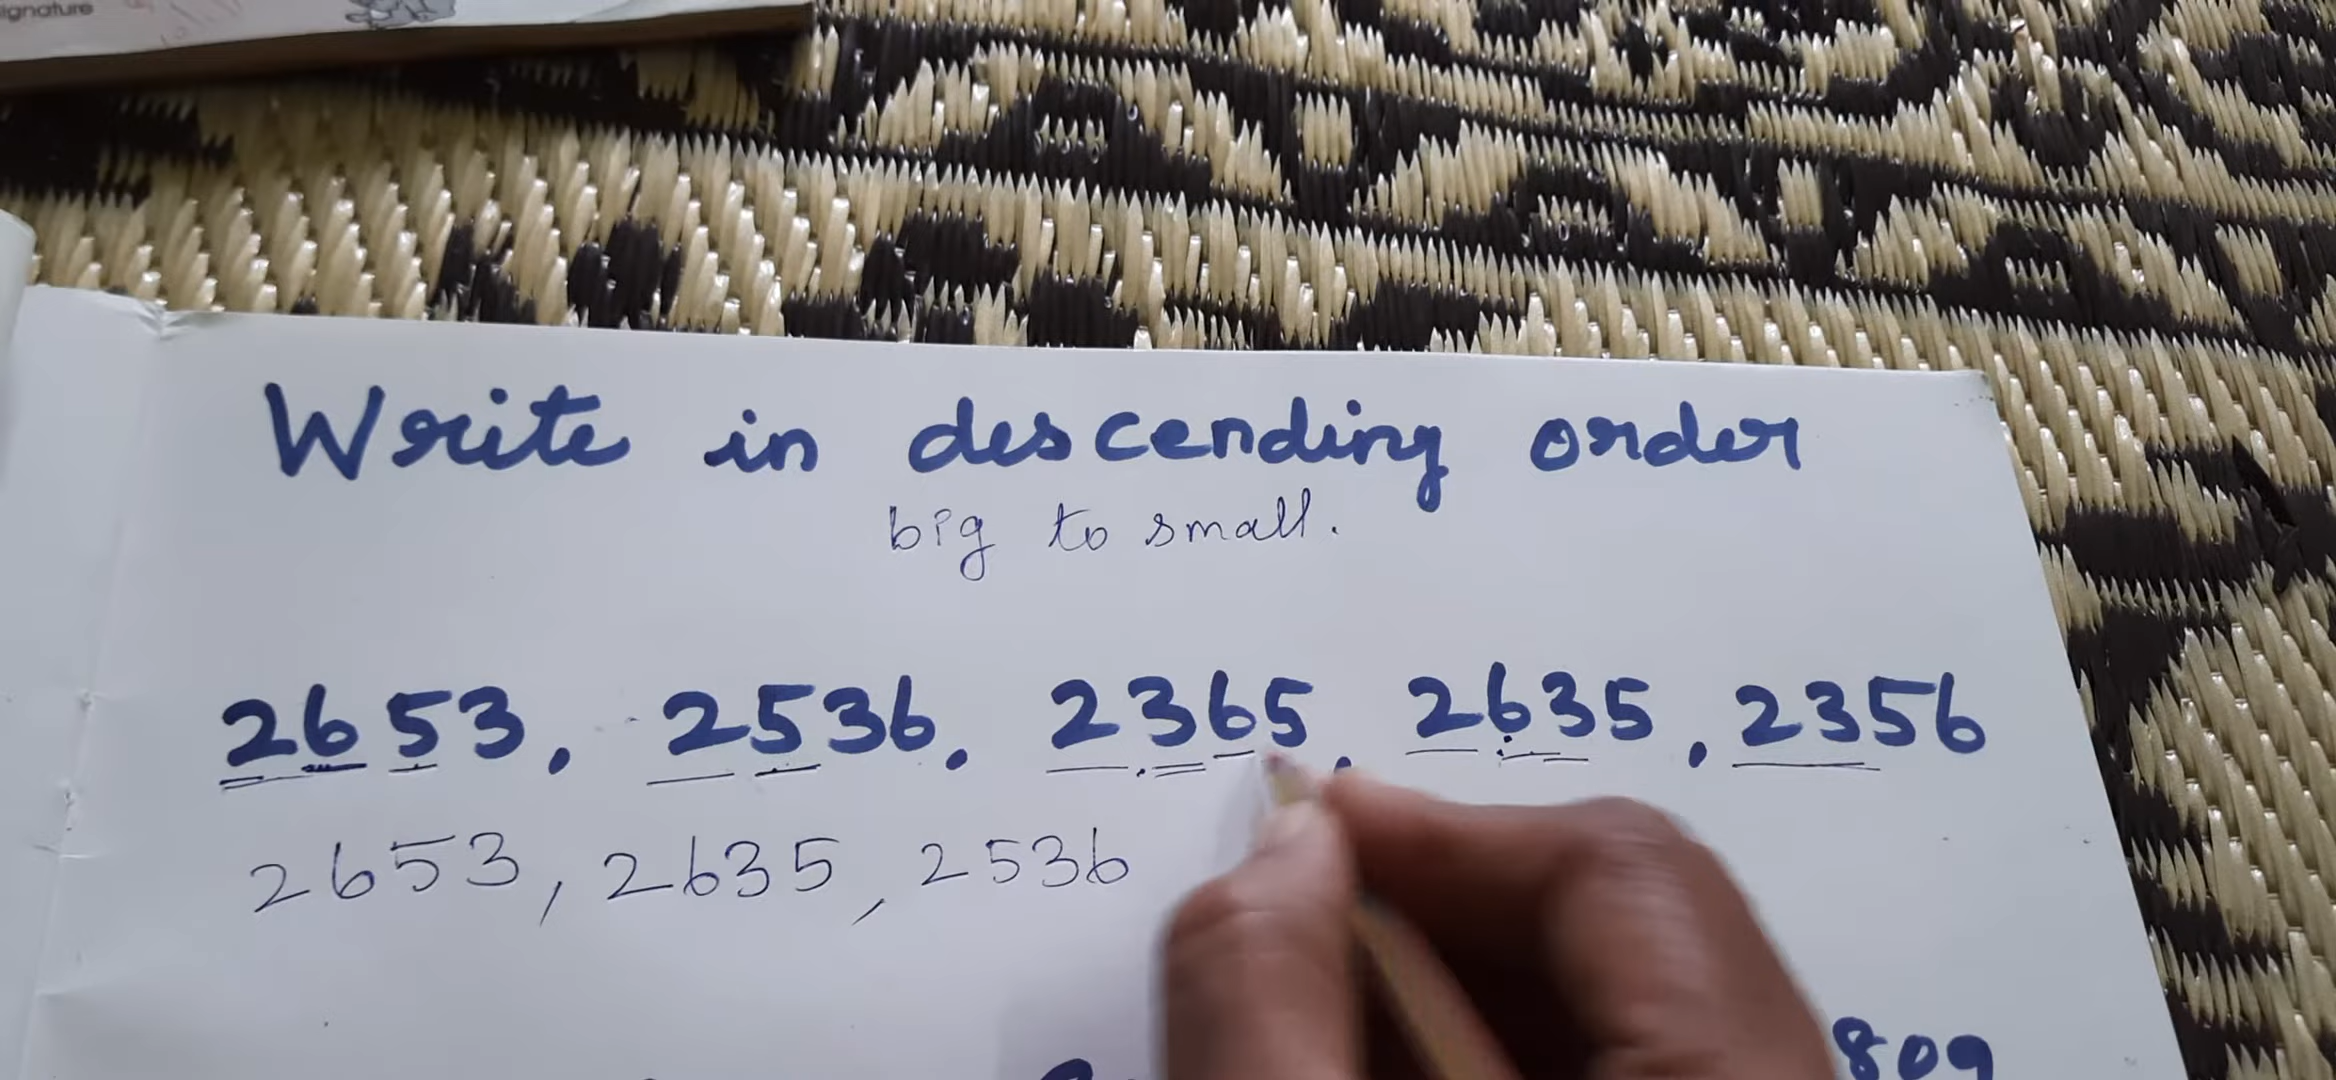 ignature
Write in descending order
big to small.
2653, 2536, 2365, 2635, 2356
2653, 2635, 2536
809